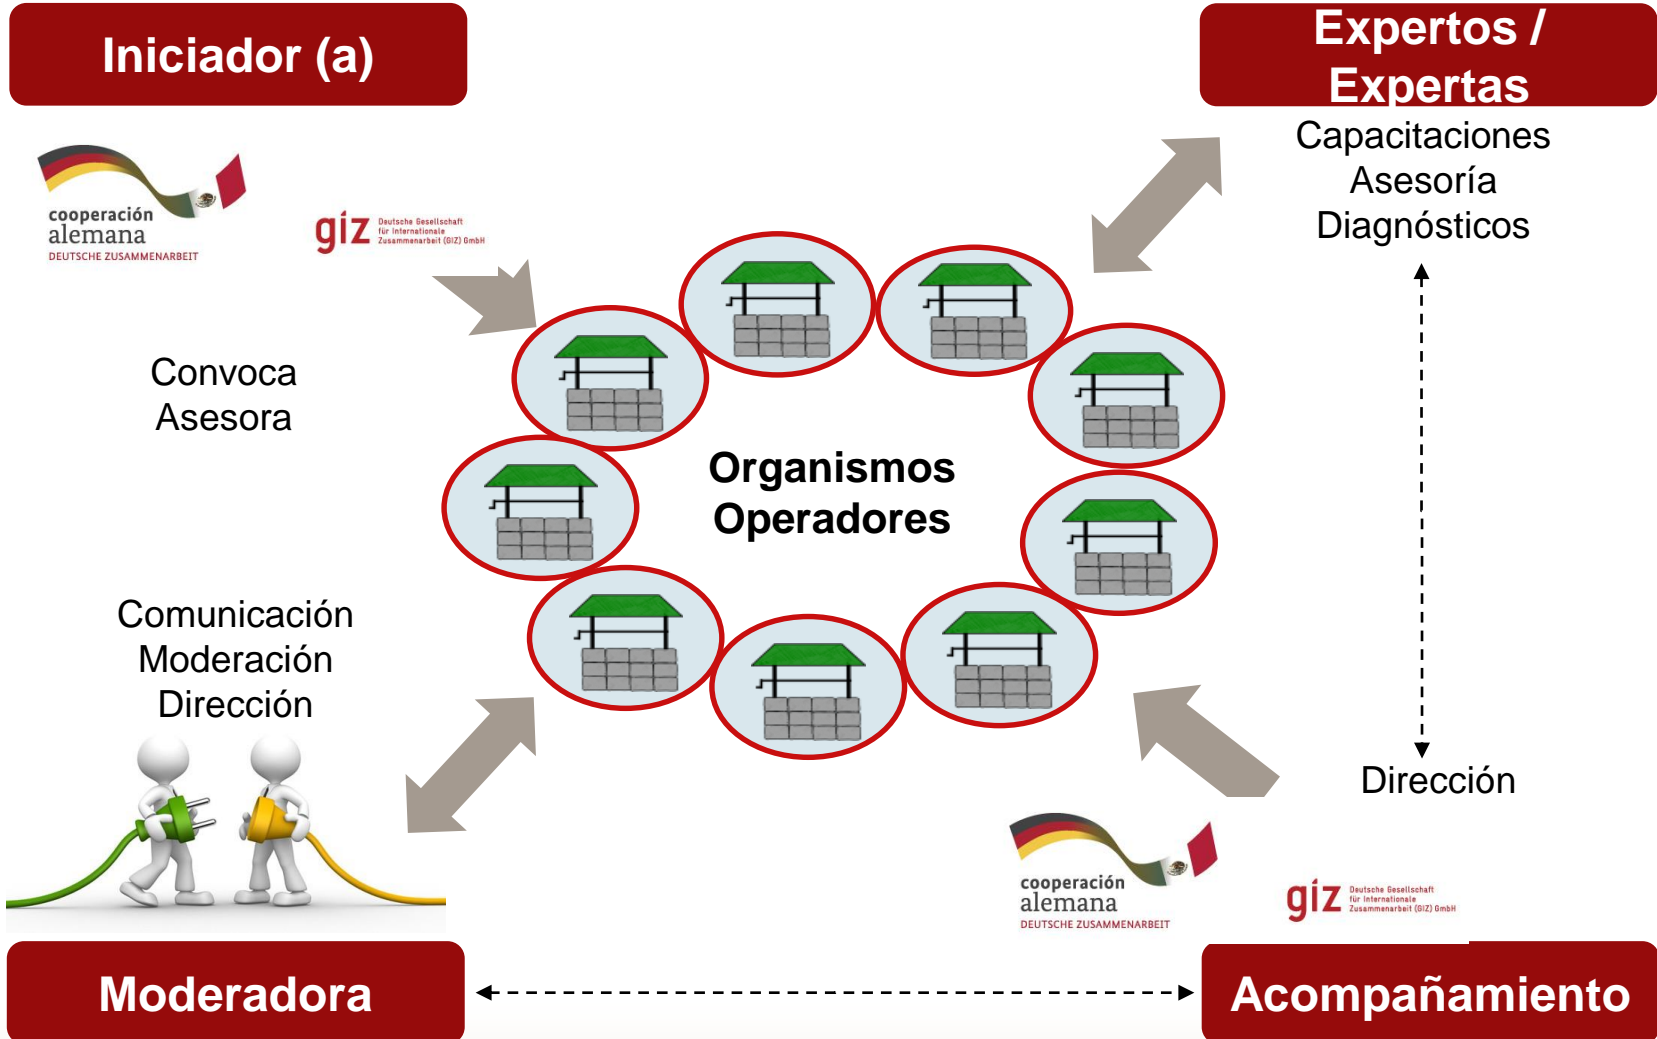 Iniciador (a)
Expertos /
Expertas
Capacitaciones
Asesoría
Diagnósticos
cooperación
alemana
DEUTSCHE ZUSAMMENARBEIT
giz
Deutsche Gesellschaft
für Internationale
Zusammenarbeit (GIZ) GmbH
Convoca
Asesora
Organismos
Operadores
Comunicación
Moderación
Dirección
Dirección
cooperación
alemana
DEUTSCHE ZUSAMMENARBEIT
giz
Deutsche Gesellschaft
für Internationale
Zusammenarbeit (GIZ) GmbH
Moderadora
Acompañamiento